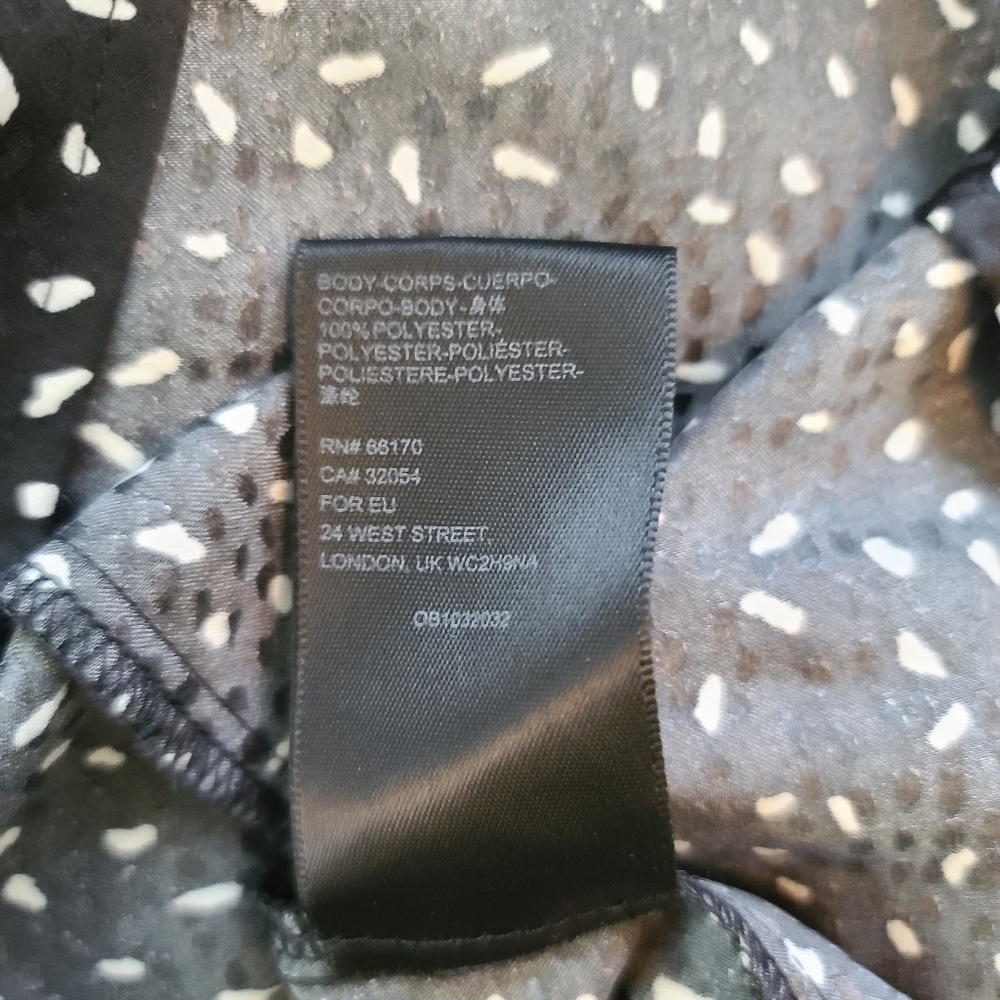 BODY-CORPS-CUERPO-
CORPO-BODY-身体
100% POLYESTER-
POLYESTER-POLIÉSTER-
POLIESTERE-POLYESTER-
涤纶

RN# 66170
CA# 32054
FOR EU
24 WEST STREET,
LONDON, UK WC2H9NA

OB1032032